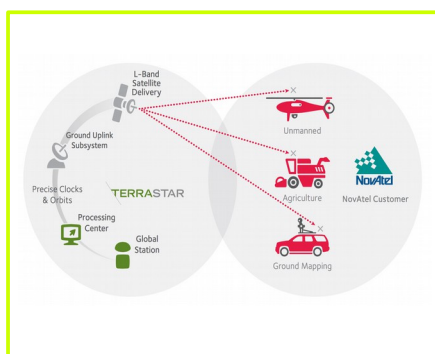 L-Band
Satellite
Delivery
Ground Uplink
Subsystem
Precise Clocks
& Orbits
TERRASTAR
Processing
Center
Global
Station
Unmanned
Agriculture
NovAtel
NovAtel Customer
Ground Mapping